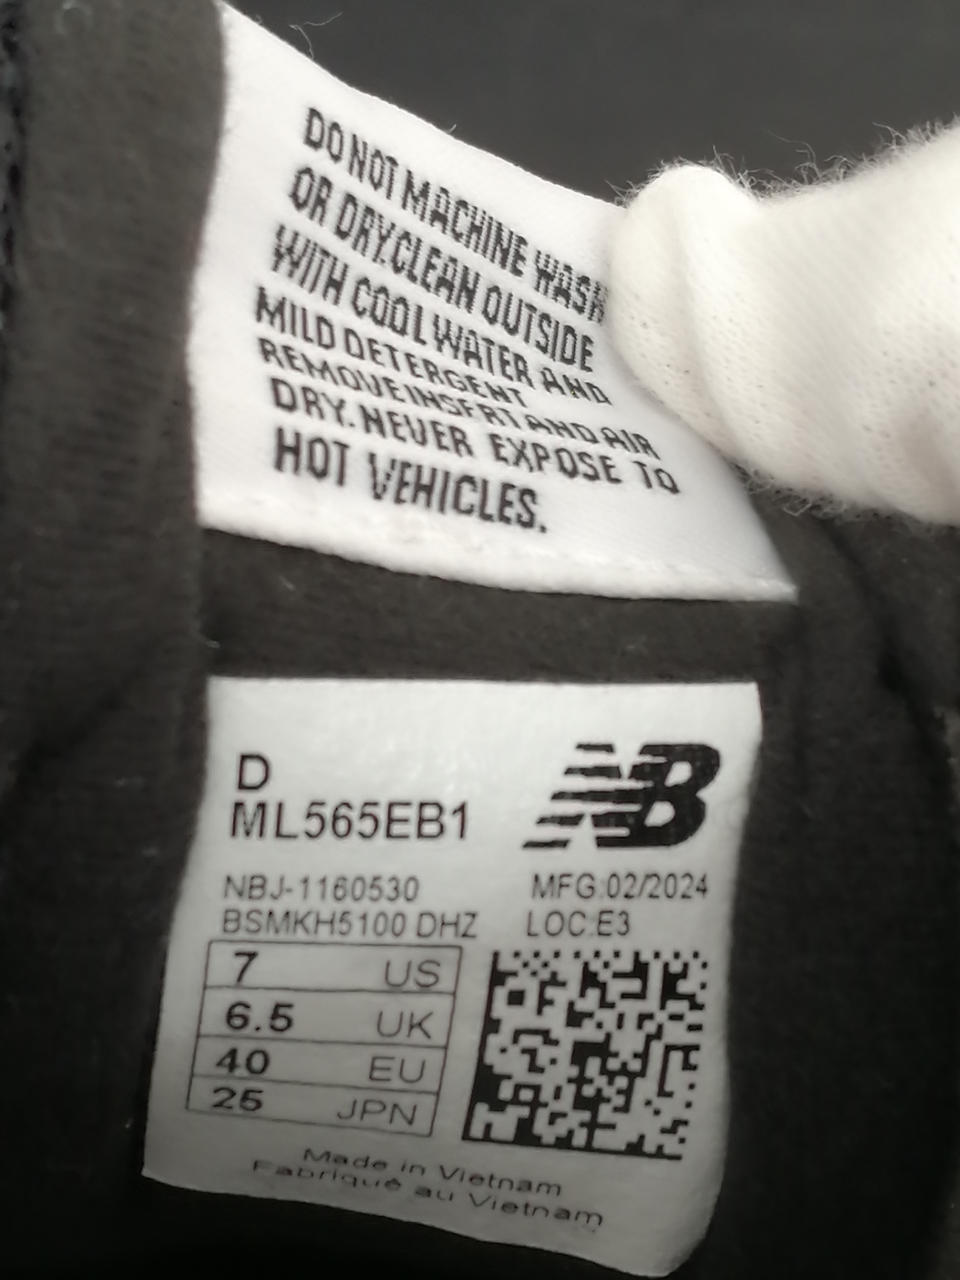 DO NOT MACHINE WASH
OR DRY.CLEAN OUTSIDE
WITH COOL WATER AND
MILD DETERGENT
REMOVE INSERT AND AIR
DRY. NEVER EXPOSE TO
HOT VEHICLES.
D
ML565EB1
NB
NBJ-1160530 MFG:02/2024
BSMKH5100 DHZ LOC:E3
7 US
6.5 UK
40 EU
25 JPN
Made in Vietnam
Fabriqué au Vietnam